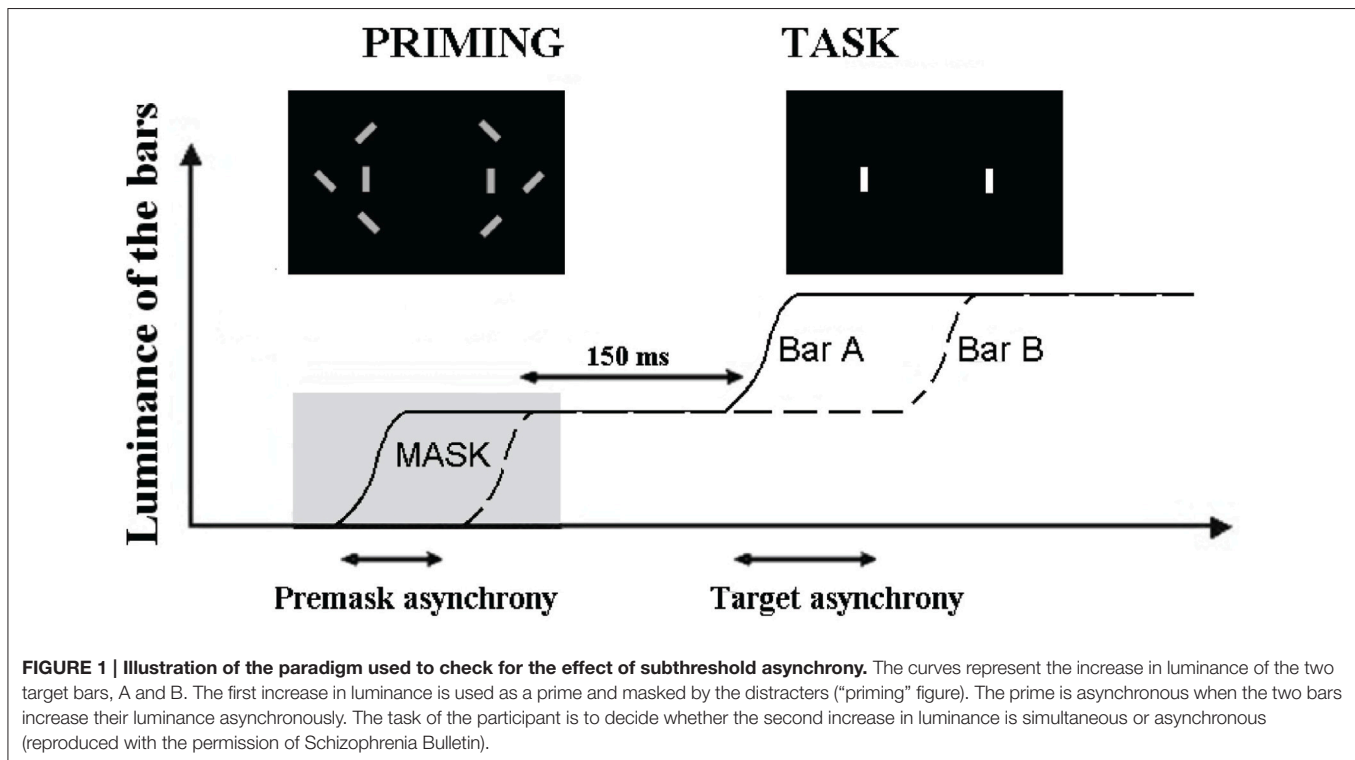 PRIMING
TASK
Luminance of the bars
150 ms
Bar A
Bar B
MASK
Premask asynchrony
Target asynchrony
FIGURE 1 | Illustration of the paradigm used to check for the effect of subthreshold asynchrony. The curves represent the increase in luminance of the two
target bars, A and B. The first increase in luminance is used as a prime and masked by the distracters (“priming” figure). The prime is asynchronous when the two bars
increase their luminance asynchronously. The task of the participant is to decide whether the second increase in luminance is simultaneous or asynchronous
(reproduced with the permission of Schizophrenia Bulletin).